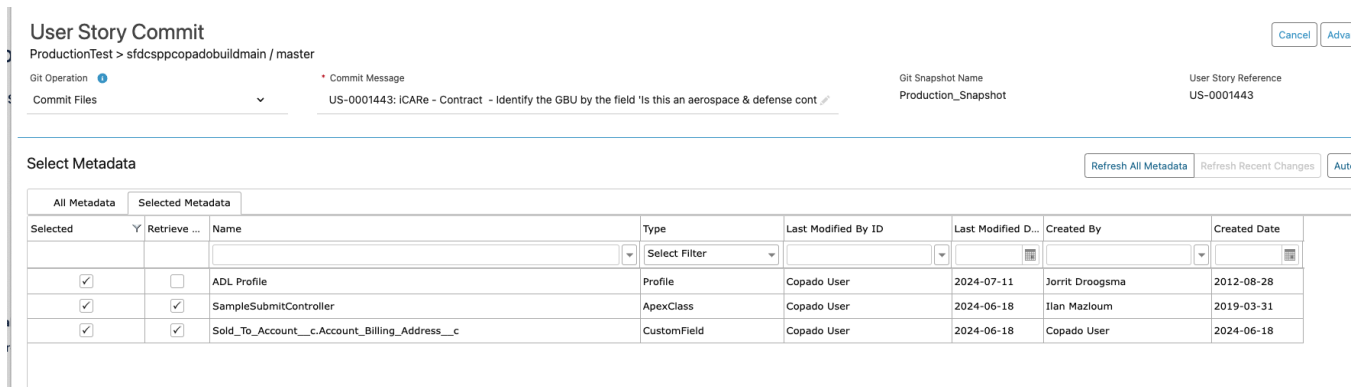 User Story Commit
Cancel
ProductionTest > sfdcsppcopadobuildmain / master
Git Operation
* Commit Message
Git Snapshot Name
User Story Reference
Commit Files
US-0001443: iCARe - Contract - Identify the GBU by the field 'Is this an aerospace & defense cont
Production_Snapshot
US-0001443
Select Metadata
Refresh All Metadata
Refresh Recent Changes
All Metadata
Selected Metadata
Selected Retrieve ... Name Type Last Modified By ID Last Modified D... Created By Created Date
Select Filter
ADL Profile Profile Copado User 2024-07-11 Jorrit Droogsma 2012-08-28
SampleSubmitController ApexClass Copado User 2024-06-18 Ilan Mazloum 2019-03-31
Sold_To_Account__c.Account_Billing_Address__c CustomField Copado User 2024-06-18 Copado User 2024-06-18